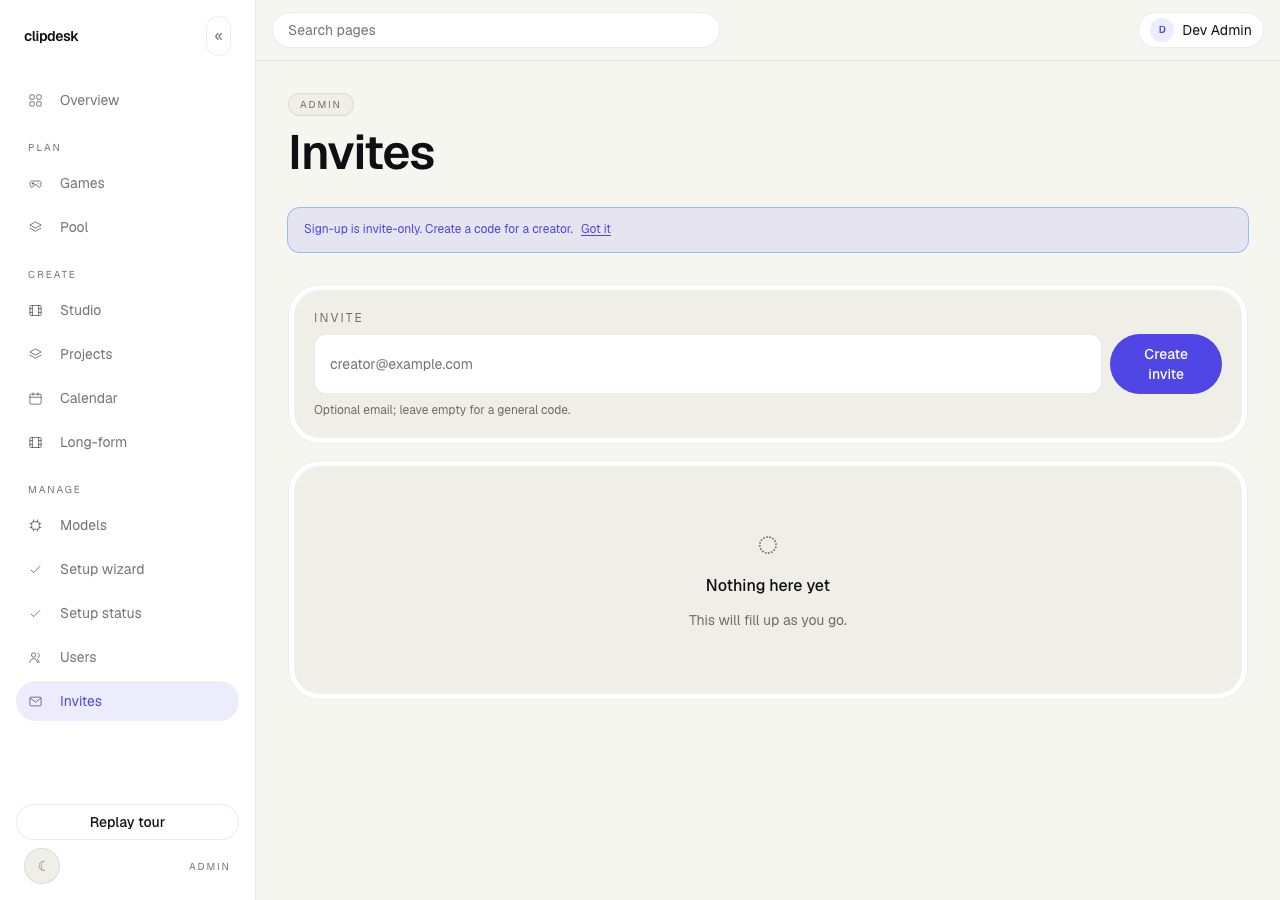 clipdesk
«
Search pages
D
Dev Admin
Overview
PLAN
Games
Pool
CREATE
Studio
Projects
Calendar
Long-form
MANAGE
Models
Setup wizard
Setup status
Users
Invites
Replay tour
ADMIN
ADMIN
Invites
Sign-up is invite-only. Create a code for a creator. Got it
INVITE
creator@example.com
Create
invite
Optional email; leave empty for a general code.
Nothing here yet
This will fill up as you go.